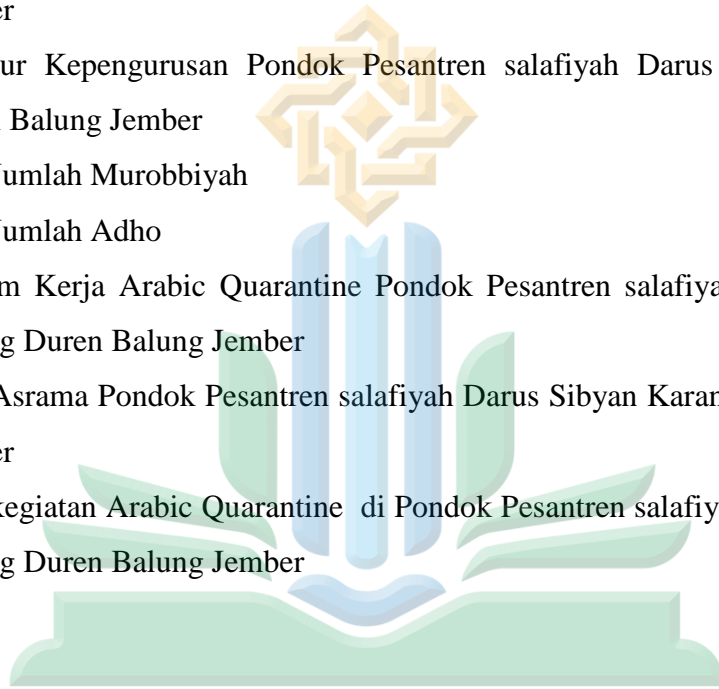 er
ur Kepengurusan Pondok Pesantren salafiyah Darus
Balung Jember
umlah Murobbiyah
umlah Adho
m Kerja Arabic Quarantine Pondok Pesantren salafiya
g Duren Balung Jember
Asrama Pondok Pesantren salafiyah Darus Sibyan Karan
er
kegiatan Arabic Quarantine di Pondok Pesantren salafiy
g Duren Balung Jember